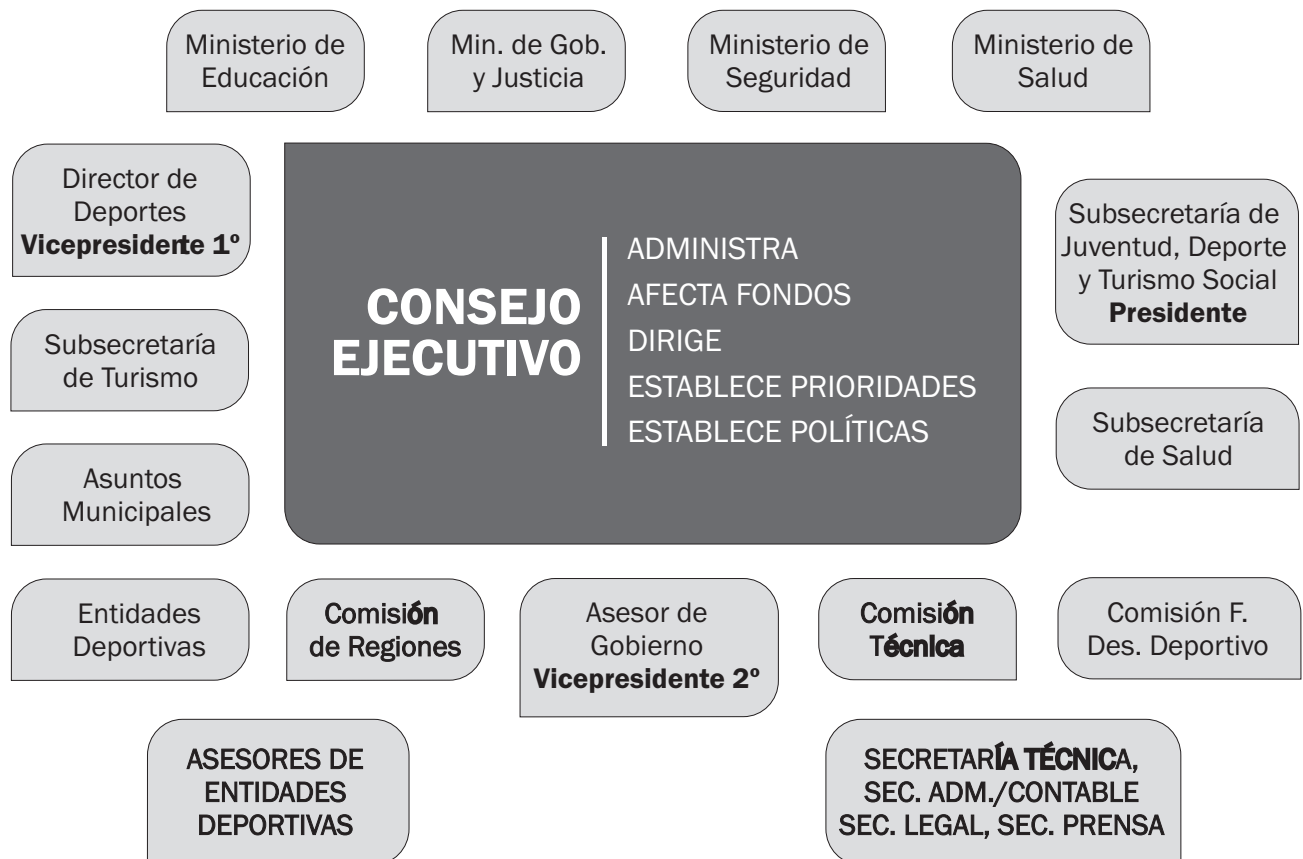 Ministerio de
Educación
Min. de Gob.
y Justicia
Ministerio de
Seguridad
Ministerio de
Salud
Director de
Deportes
Vicepresidente 1º
Subsecretaría
de Turismo
Asuntos
Municipales
CONSEJO
EJECUTIVO
ADMINISTRA
AFECTA FONDOS
DIRIGE
ESTABLECE PRIORIDADES
ESTABLECE POLÍTICAS
Subsecretaría de
Juventud, Deporte
y Turismo Social
Presidente
Subsecretaría
de Salud
Entidades
Deportivas
Comisión
de Regiones
Asesor de
Gobierno
Vicepresidente 2º
Comisión
Técnica
Comisión F.
Des. Deportivo
ASESORES DE
ENTIDADES
DEPORTIVAS
SECRETARÍA TÉCNICA,
SEC. ADM./CONTABLE
SEC. LEGAL, SEC. PRENSA